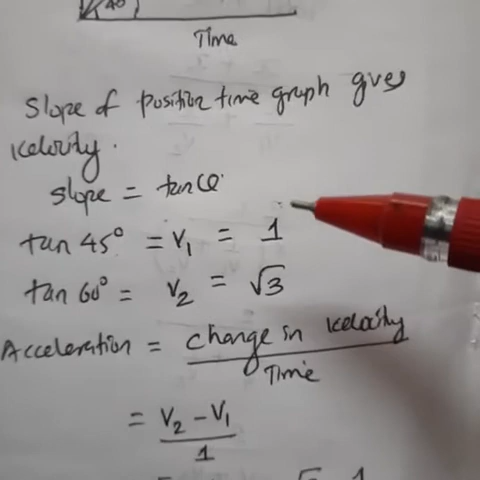 Time
Slope of position time graph gives
velocity.
slope = tanθ
tan 45° = V₁ = 1
tan 60° = V₂ = √3
Acceleration = change in velocity
Time
= V₂ - V₁
1